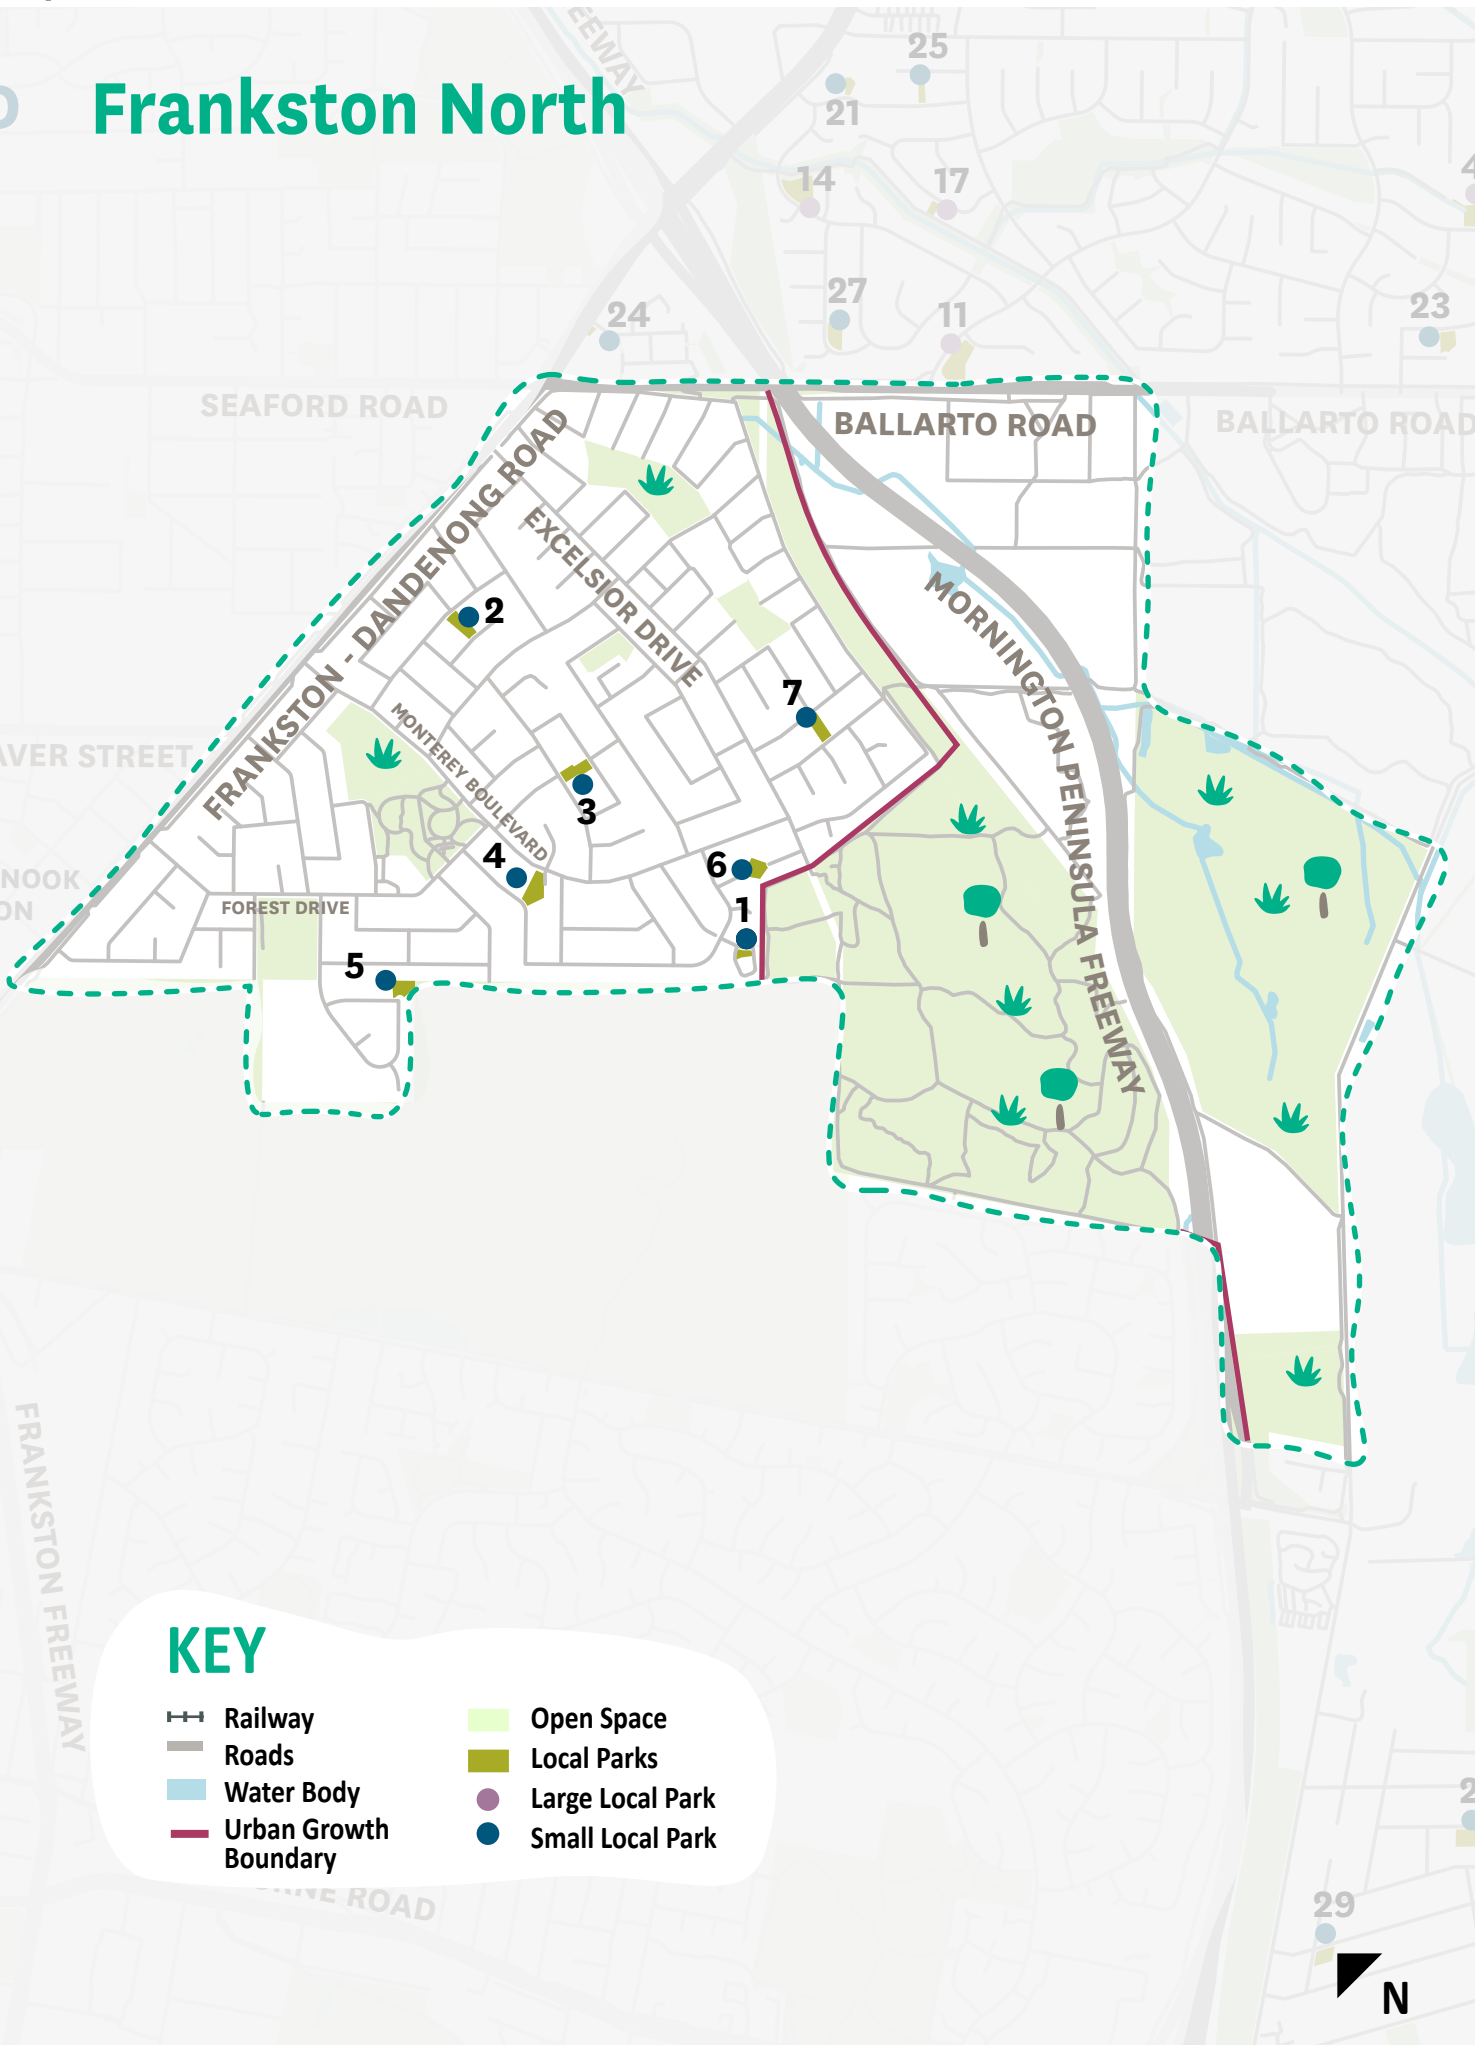 Frankston North
25
21
14
17
27
11
24
23
SEAFORD ROAD
BALLARTO ROAD
BALLARTO ROAD
FRANKSTON - DANDENONG ROAD
EXCELSIOR DRIVE
MORNINGTON PENINSULA FREEWAY
2
7
MONTEREY BOULEVARD
3
4
6
1
5
FOREST DRIVE
STREET
NOOK
FRANKSTON FREEWAY
KEY
Railway
Roads
Water Body
Urban Growth
Boundary
Open Space
Local Parks
Large Local Park
Small Local Park
ROAD
29
N